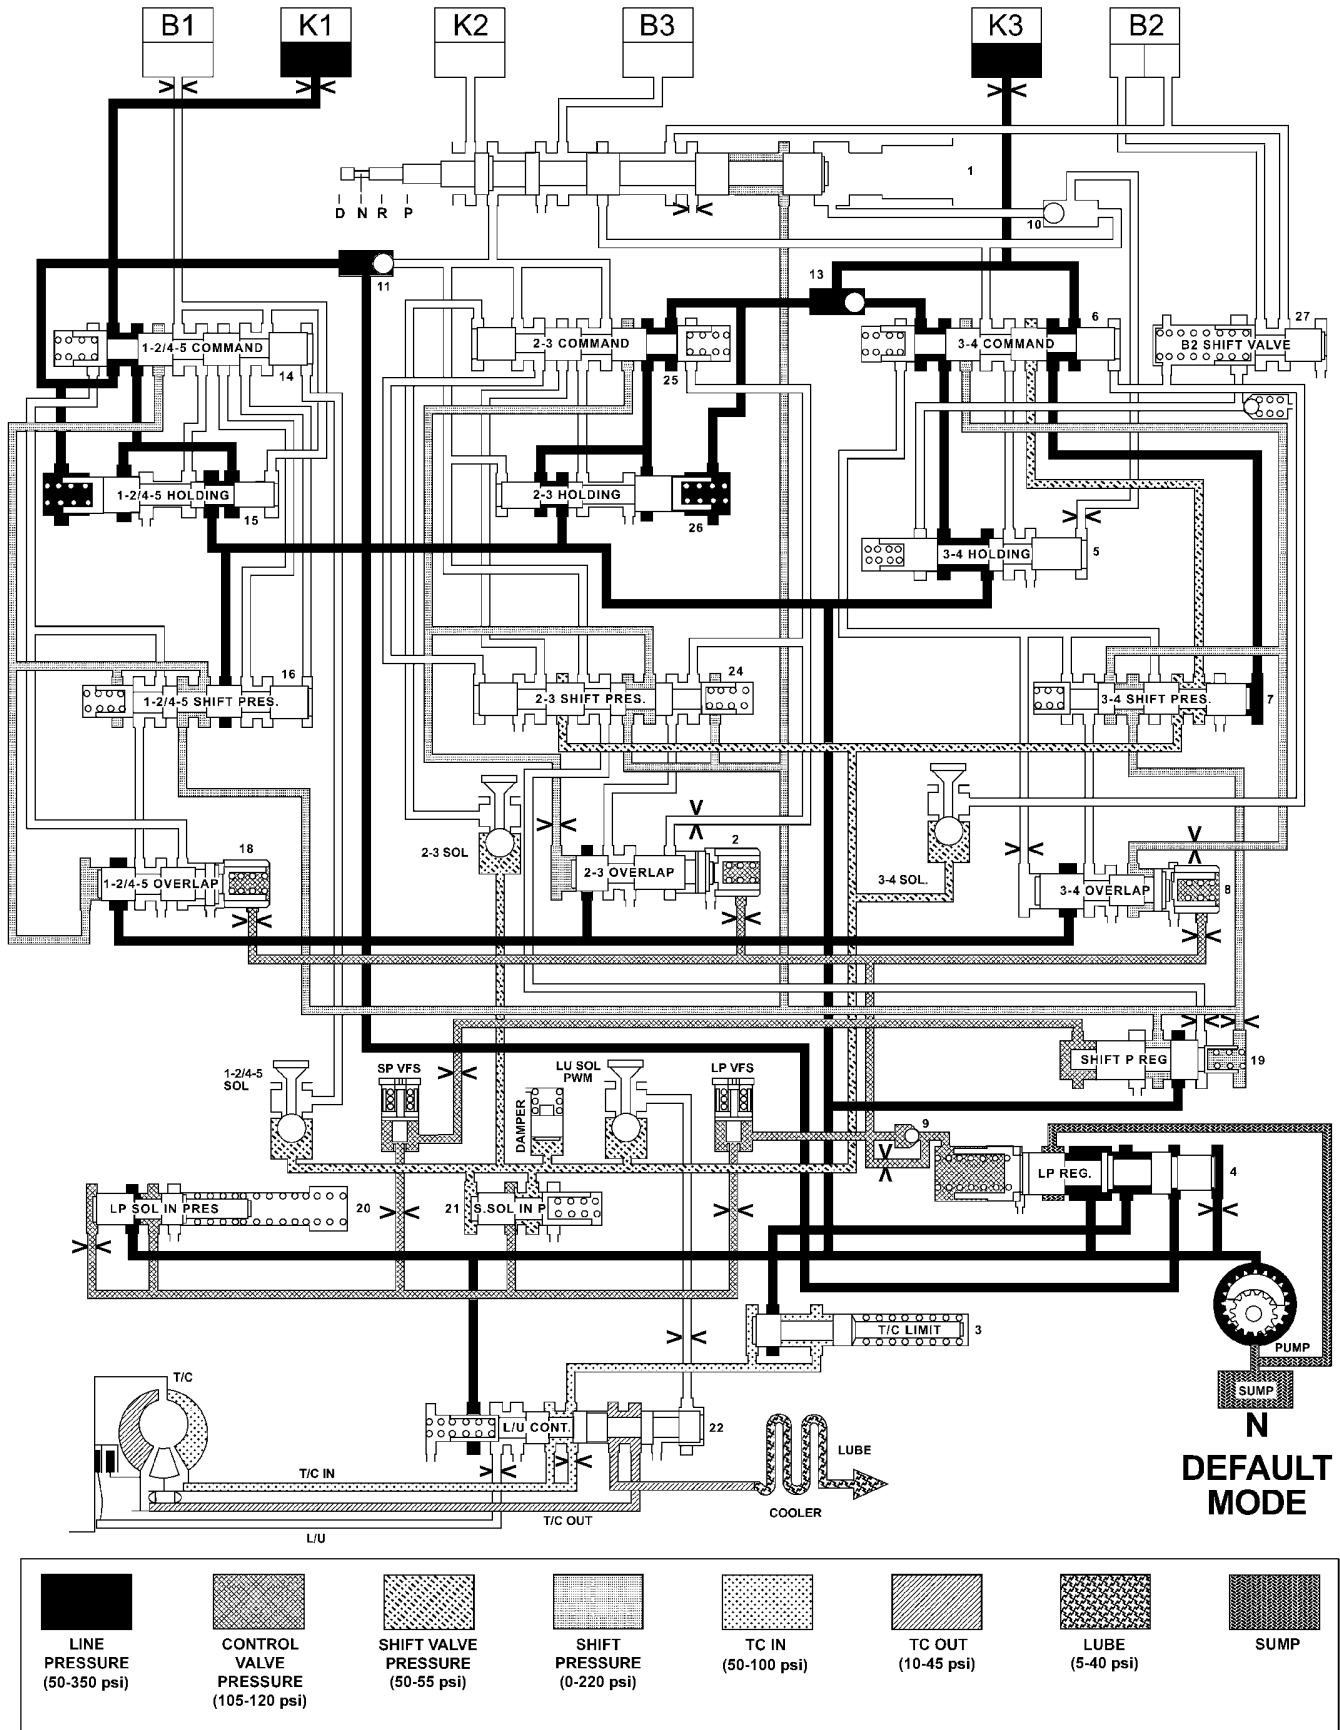 B1
K1
K2
B3
K3
B2
1
D N R P
10
11
13
6
27
1-2/4-5 COMMAND
2-3 COMMAND
3-4 COMMAND
B2 SHIFT VALVE
14
25
1-2/4-5 HOLDING
2-3 HOLDING
15
26
3-4 HOLDING
5
16
24
1-2/4-5 SHIFT PRES.
2-3 SHIFT PRES.
3-4 SHIFT PRES.
7
18
2-3 SOL
2
3-4 SOL.
1-2/4-5 OVERLAP
2-3 OVERLAP
3-4 OVERLAP
8
SHIFT P REG
19
1-2/4-5
SOL
SP VFS
DAMPER
LU SOL
PWM
LP VFS
9
LP REG.
4
LP SOL IN PRES
20
21
S.SOL IN P
T/C LIMIT
3
PUMP
SUMP
T/C
L/U CONT.
22
N
DEFAULT
MODE
T/C IN
LUBE
COOLER
T/C OUT
L/U
LINE
PRESSURE
(50-350 psi)
CONTROL
VALVE
PRESSURE
(105-120 psi)
SHIFT VALVE
PRESSURE
(50-55 psi)
SHIFT
PRESSURE
(0-220 psi)
TC IN
(50-100 psi)
TC OUT
(10-45 psi)
LUBE
(5-40 psi)
SUMP